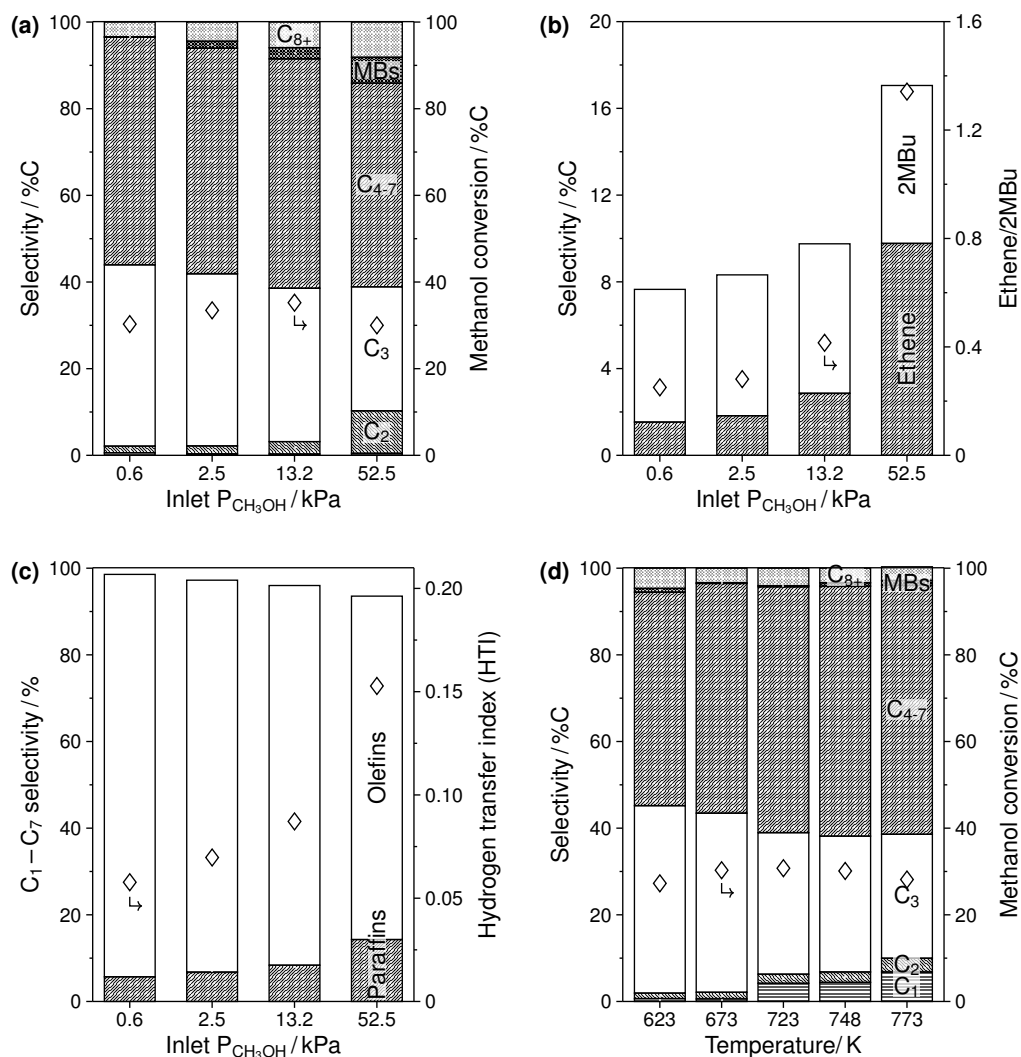 (a)
100
80
60
40
20
0
Selectivity / %C
C8+
MBs
C4-7
C3
C2
100
80
60
40
20
0
Methanol conversion / %C
0.6 2.5 13.2 52.5
Inlet PCH3OH / kPa
(b)
20
16
12
8
4
0
Selectivity / %C
2MBu
Ethene
1.6
1.2
0.8
0.4
0.0
Ethene/2MBu
0.6 2.5 13.2 52.5
Inlet PCH3OH / kPa
(c)
100
80
60
40
20
0
C1 – C7 selectivity / %
Olefins
Paraffins
0.20
0.15
0.10
0.05
0
Hydrogen transfer index (HTI)
0.6 2.5 13.2 52.5
Inlet PCH3OH / kPa
(d)
100
80
60
40
20
0
Selectivity / %C
C8+
MBs
C4-7
C3
C2
C1
100
80
60
40
20
0
Methanol conversion / %C
623 673 723 748 773
Temperature/ K